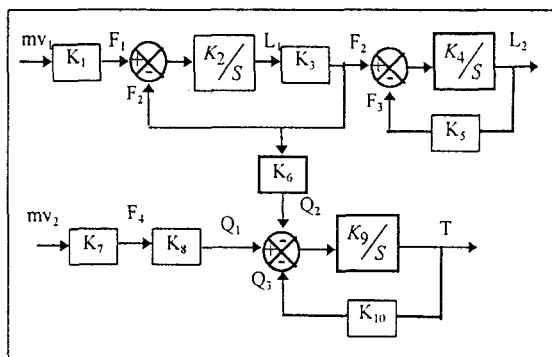 mv₁ K₁ F₁ + - K₂/S L₁ K₃ F₂ + - K₄/S L₂
F₂ F₃ K₅
K₆
Q₂
mv₂ K₇ F₄ K₈ Q₁ + - - K₉/S T
Q₃
K₁₀